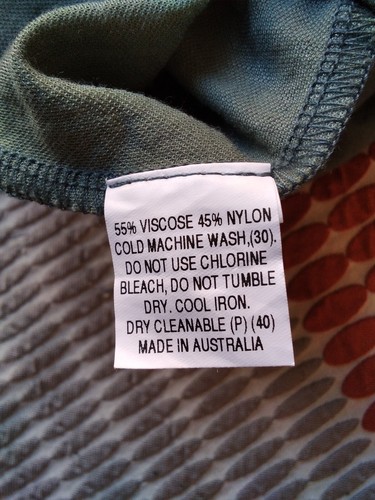 55% VISCOSE 45% NYLON
COLD MACHINE WASH,(30).
DO NOT USE CHLORINE
BLEACH, DO NOT TUMBLE
DRY. COOL IRON.
DRY CLEANABLE (P) (40)
MADE IN AUSTRALIA